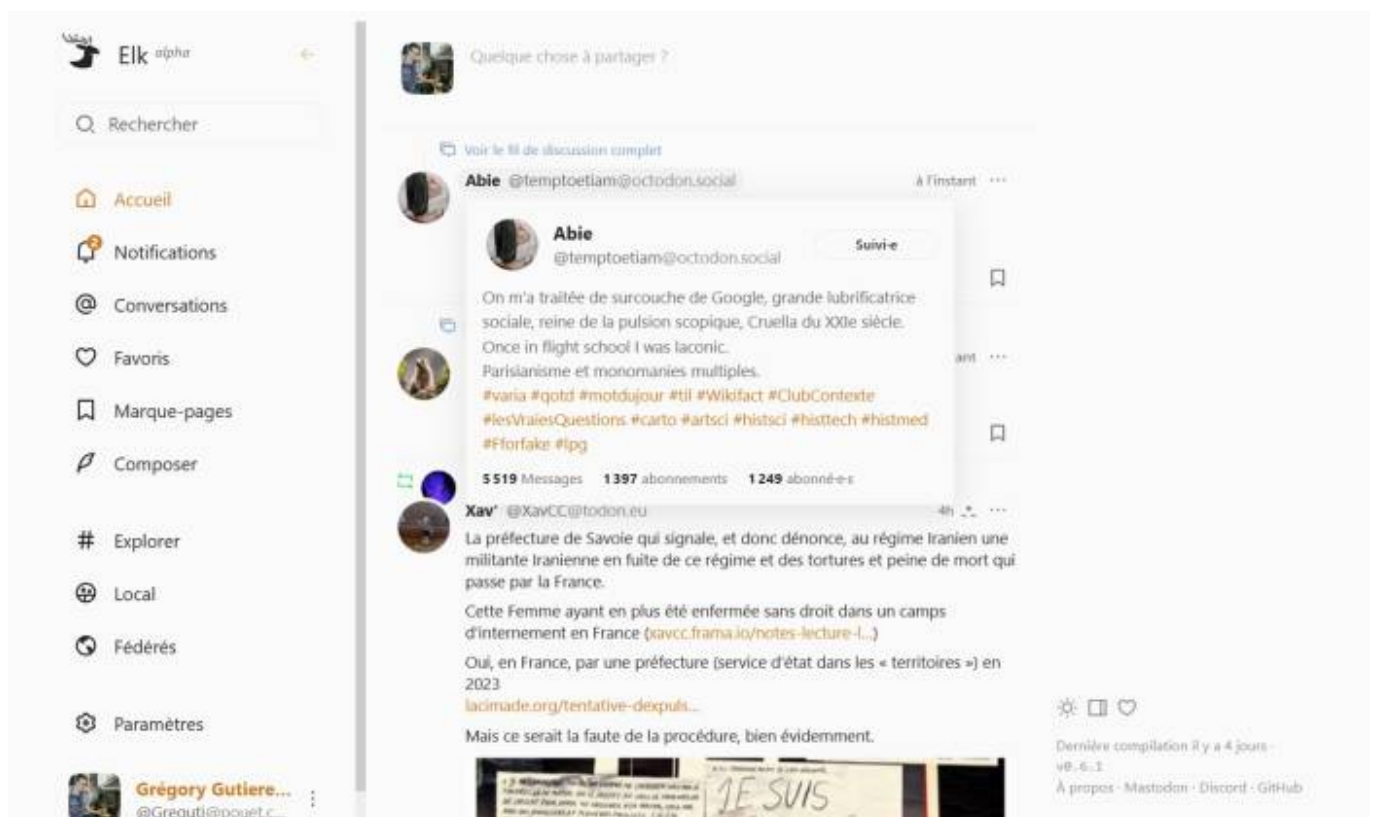 Elk alpha
Rechercher
Accueil
2
Notifications
Conversations
Favoris
Marque-pages
Composer
Explorer
Local
Fédérés
Paramètres
Grégory Gutiere...
@Greguti@pouet.c...
Quelque chose à partager ?
Voir le fil de discussion complet
Abie @temptoetiam@octodon.social à l'instant
Abie
@temptoetiam@octodon.social
Suivi·e
On m'a traitée de surcouche de Google, grande lubrificatrice
sociale, reine de la pulsion scopique, Cruella du XXIe siècle.
Once in flight school I was laconic.
Parisianisme et monomanies multiples.
#varia #qotd #motdujour #til #Wikifact #ClubContexte
#lesVraiesQuestions #carto #artsci #histsci #histtech #histmed
#Fforfake #lpg
5 519 Messages 1 397 abonnements 1 249 abonné·e·s
ant
Xav' @XavCC@todon.eu 4h
La préfecture de Savoie qui signale, et donc dénonce, au régime Iranien une
militante Iranienne en fuite de ce régime et des tortures et peine de mort qui
passe par la France.
Cette Femme ayant en plus été enfermée sans droit dans un camps
d'internement en France (xavcc.frama.io/notes-lecture-l...)
Oui, en France, par une préfecture (service d'état dans les « territoires ») en
2023
lacimade.org/tentative-dexpuls...
Mais ce serait la faute de la procédure, bien évidemment.
JE SUIS
Dernière compilation il y a 4 jours ·
v0.6.1
À propos · Mastodon · Discord · GitHub